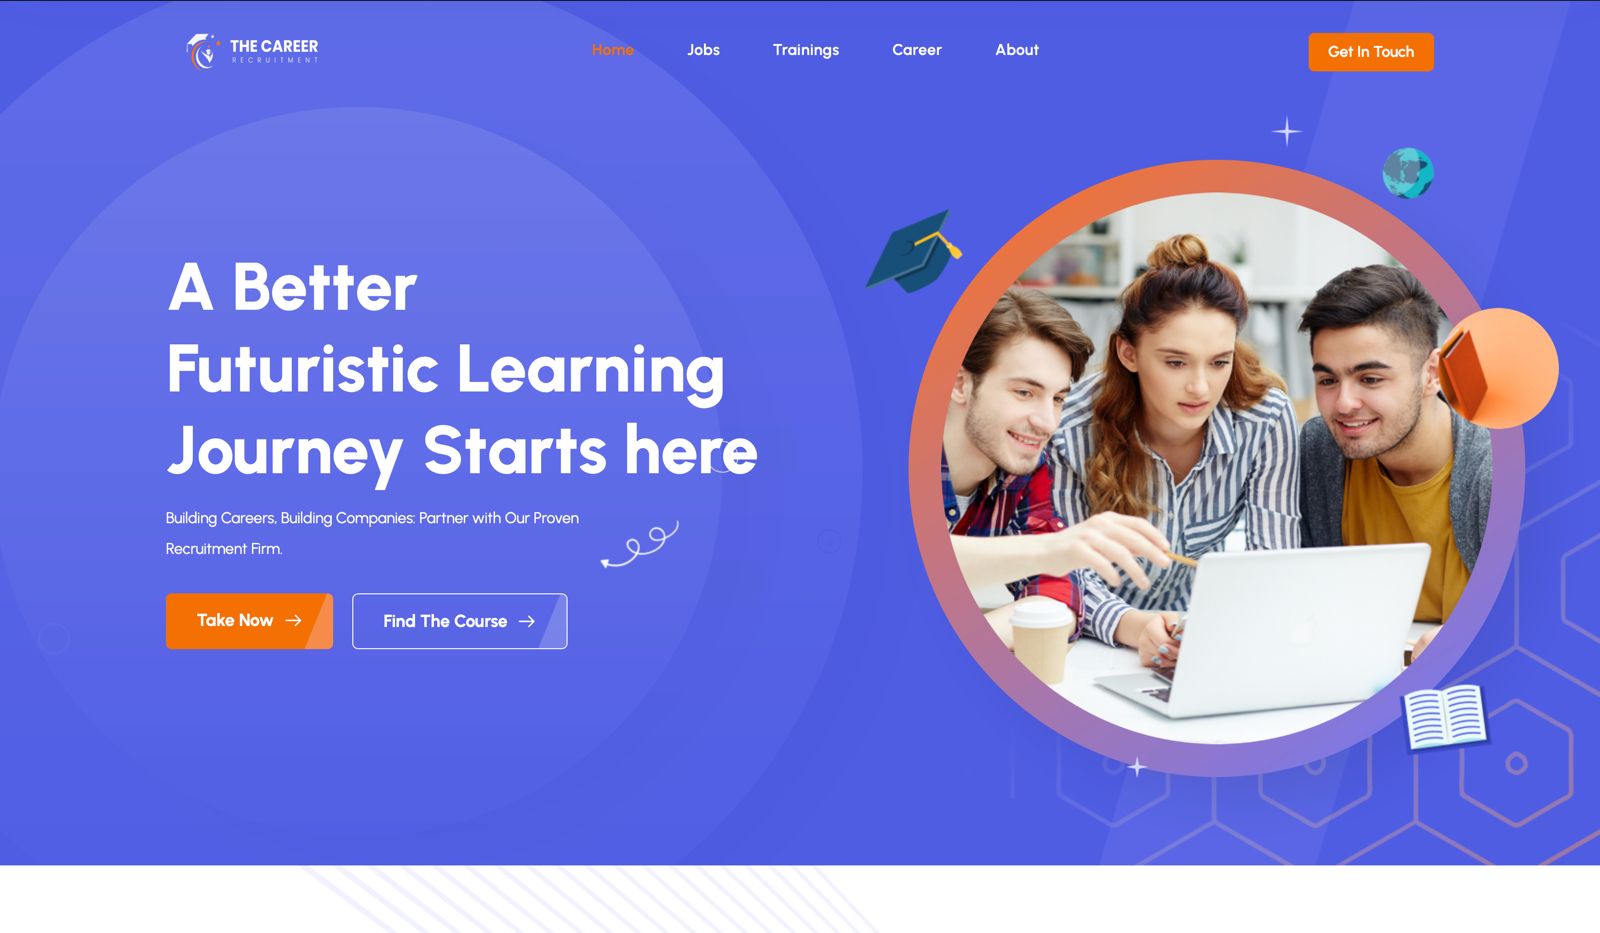 THE CAREER
RECRUITMENT
Home
Jobs
Trainings
Career
About
Get In Touch
A Better
Futuristic Learning
Journey Starts here
Building Careers, Building Companies: Partner with Our Proven
Recruitment Firm.
Take Now
Find The Course